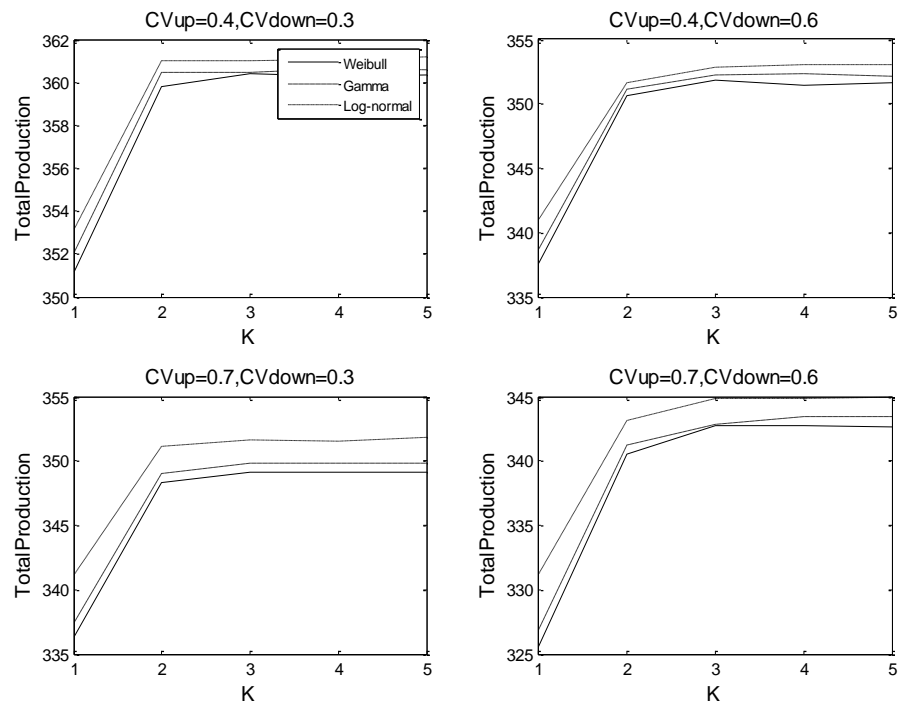 CVup=0.4,CVdown=0.3
TotalProduction
362
360
358
356
354
352
350
Weibull
Gamma
Log-normal
1 2 3 4 5
K
CVup=0.4,CVdown=0.6
TotalProduction
355
350
345
340
335
1 2 3 4 5
K
CVup=0.7,CVdown=0.3
TotalProduction
355
350
345
340
335
1 2 3 4 5
K
CVup=0.7,CVdown=0.6
TotalProduction
345
340
335
330
325
1 2 3 4 5
K